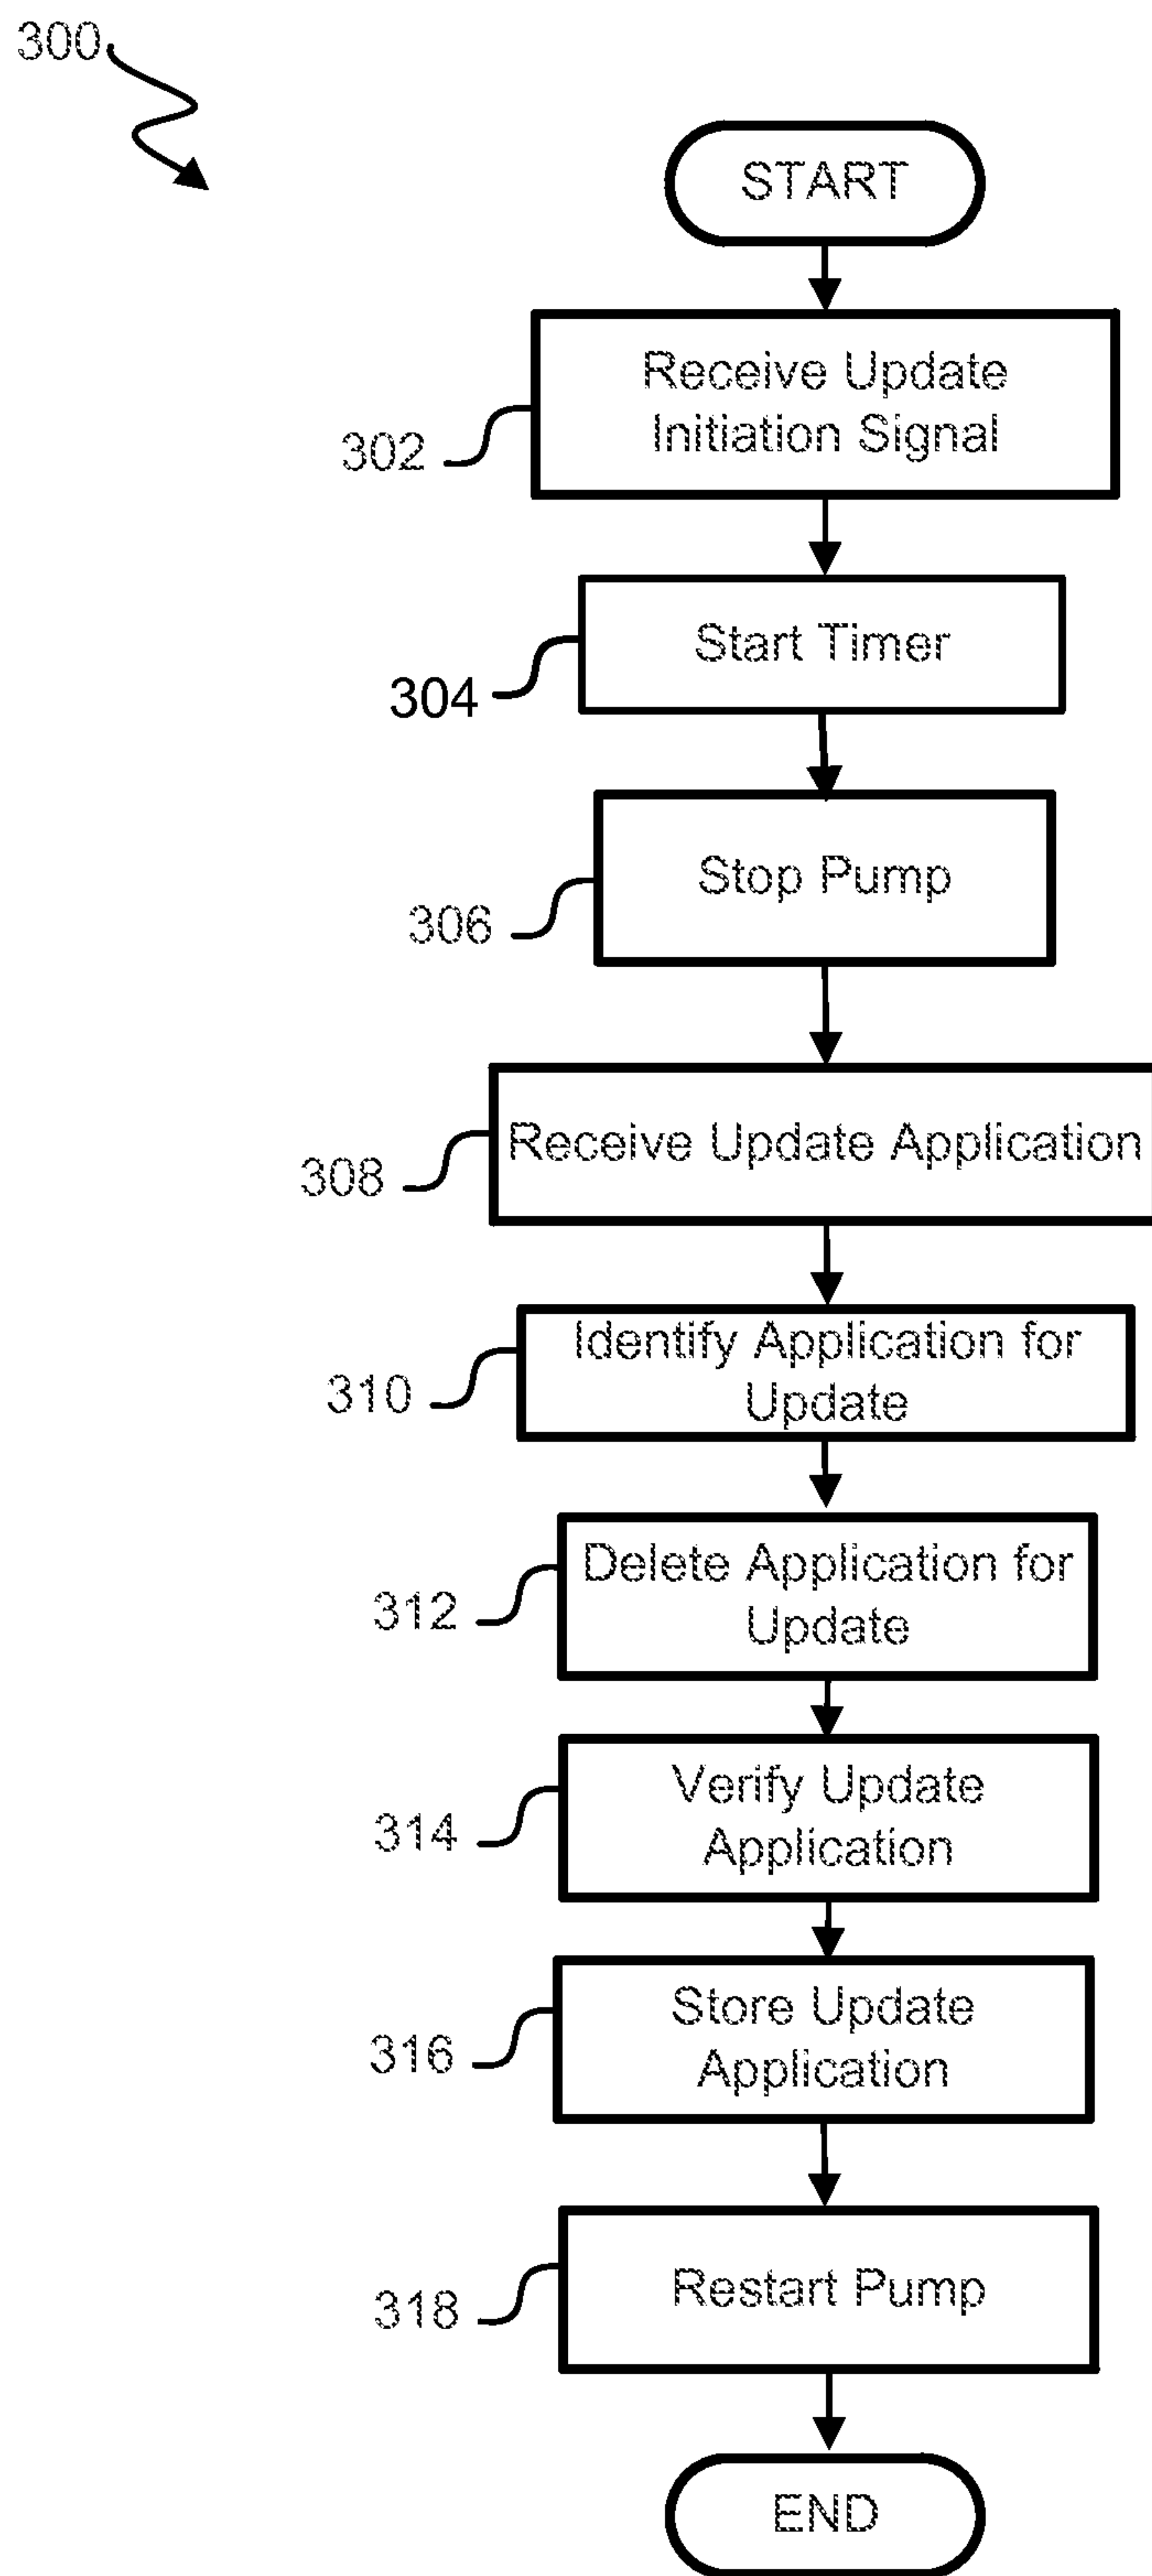 300
START
Receive Update
Initiation Signal
302
Start Timer
304
Stop Pump
306
Receive Update Application
308
Identify Application for
Update
310
Delete Application for
Update
312
Verify Update
Application
314
Store Update
Application
316
Restart Pump
318
END